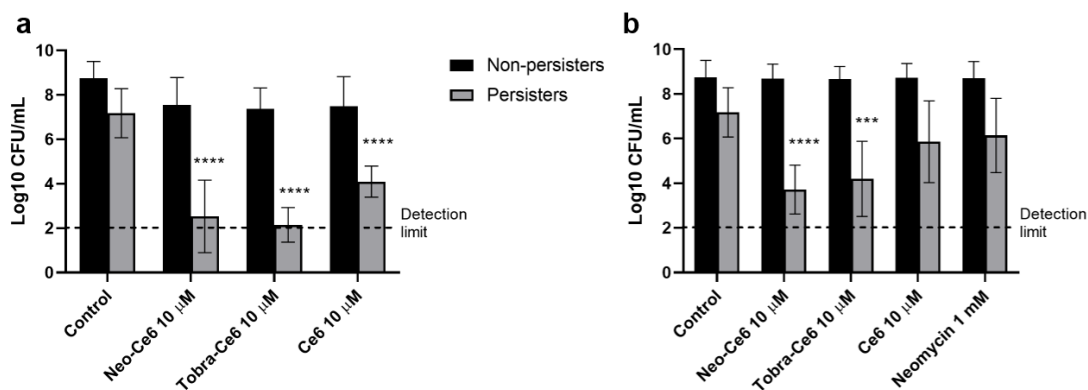 a
Log10 CFU/mL
10
8
6
4
2
0
****
****
****
Detection
limit
Control
Neo-Ce6 10 μM
Tobra-Ce6 10 μM
Ce6 10 μM
Non-persisters
Persisters
b
Log10 CFU/mL
10
8
6
4
2
0
****
***
Detection
limit
Control
Neo-Ce6 10 μM
Tobra-Ce6 10 μM
Ce6 10 μM
Neomycin 1 mM